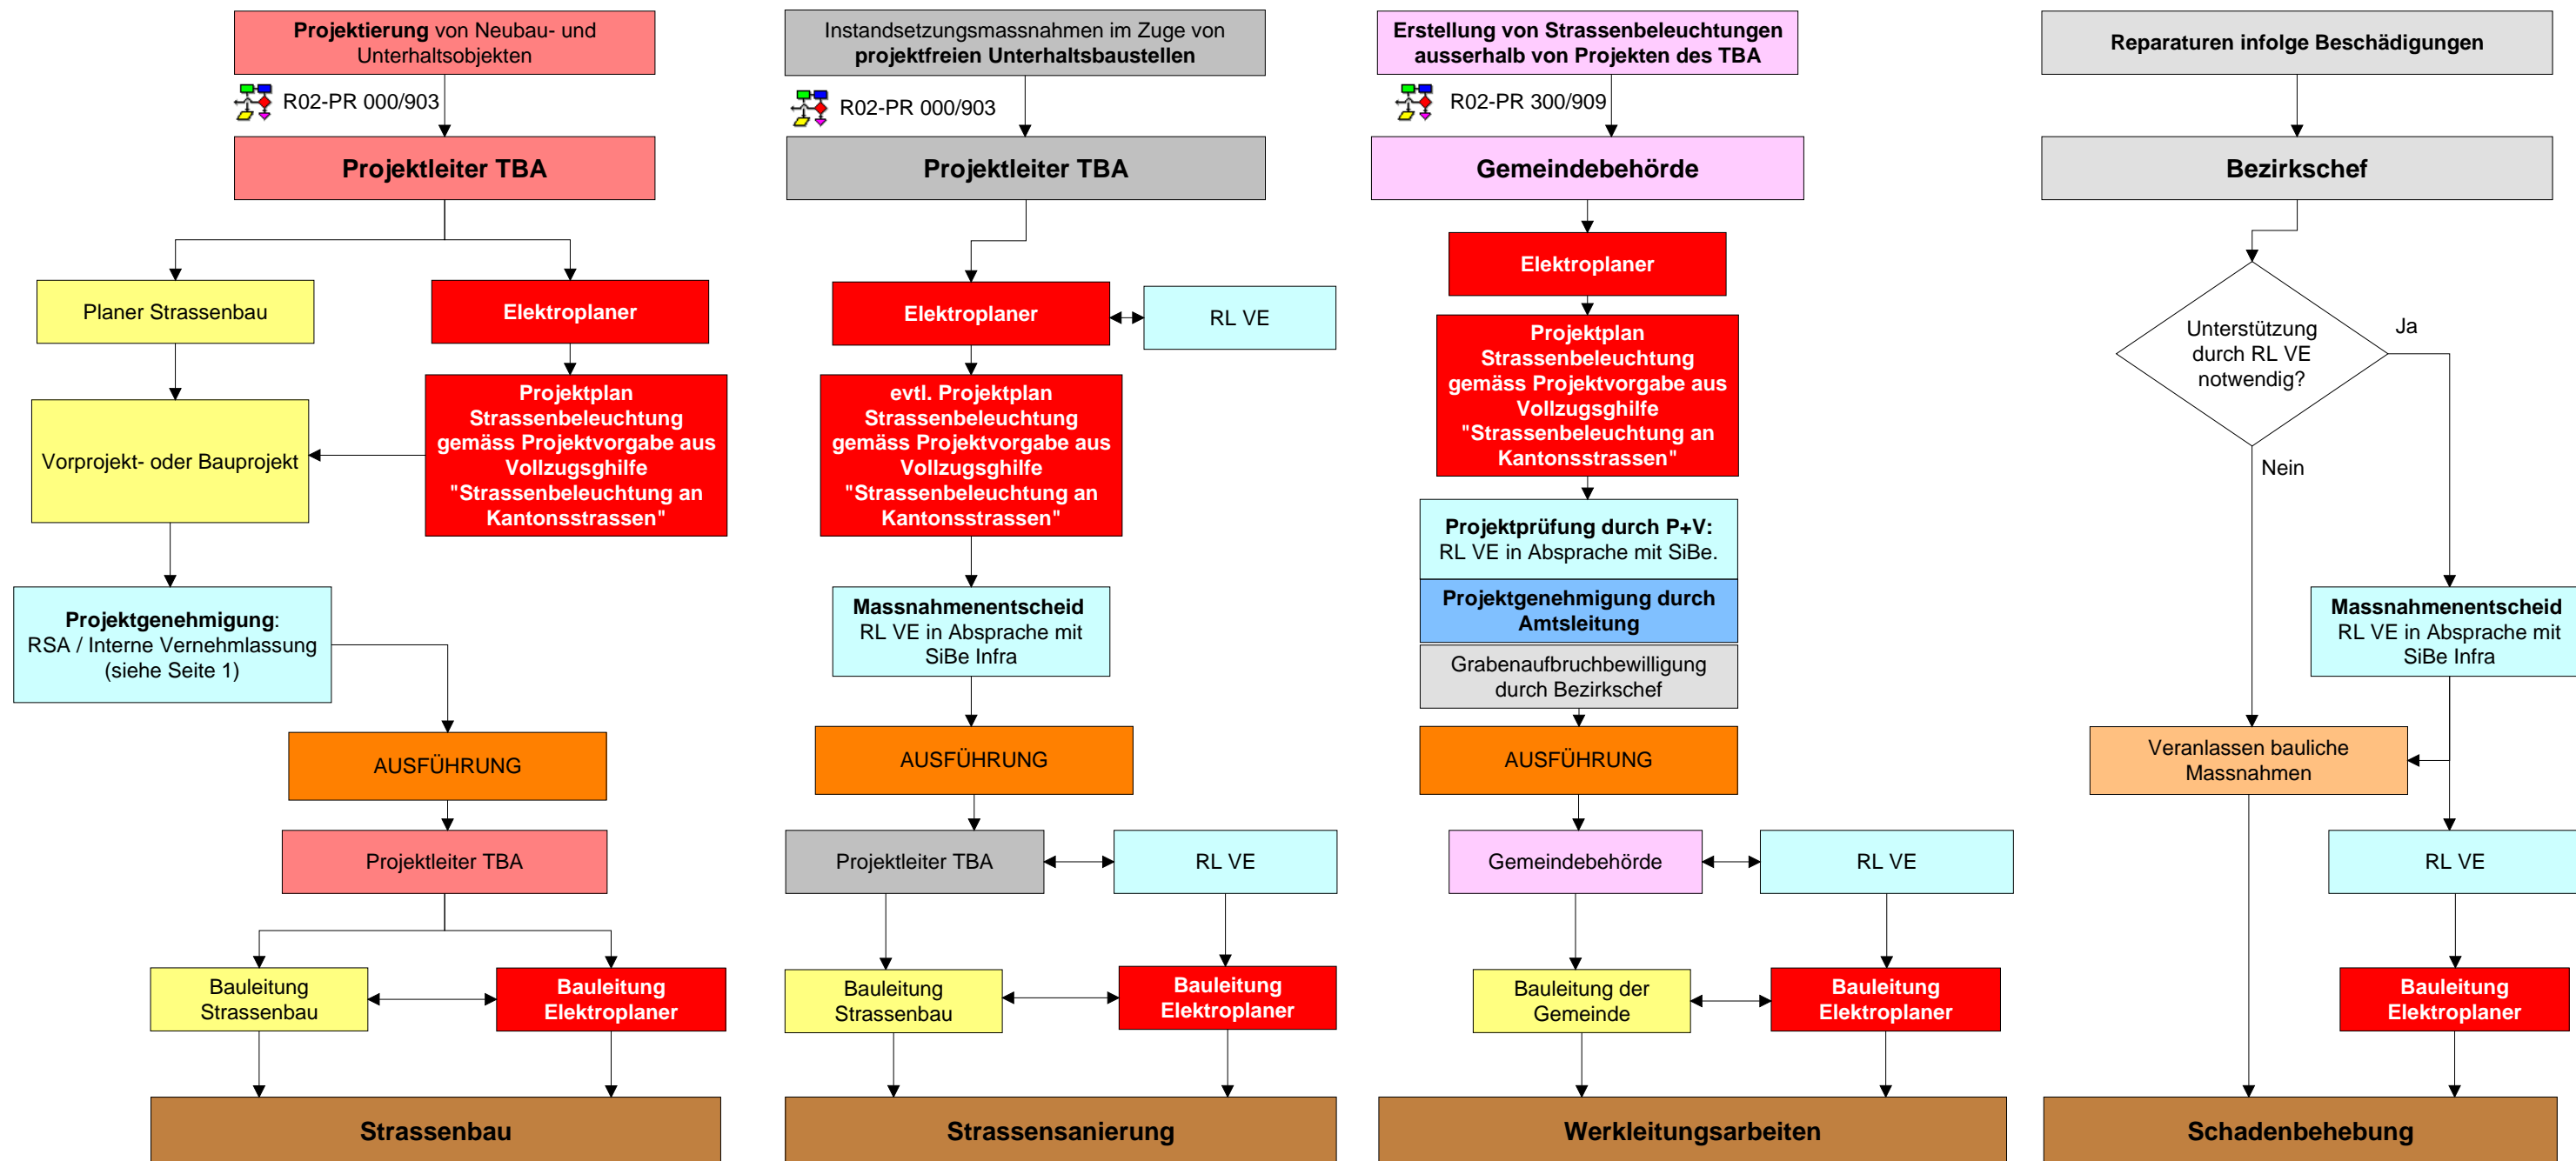 Projektierung von Neubau- und
Unterhaltsobjekten
R02-PR 000/903
Projektleiter TBA
Planer Strassenbau
Elektroplaner
Vorprojekt- oder Bauprojekt
Projektplan
Strassenbeleuchtung
gemäss Projektvorgabe aus
Vollzugsghilfe
"Strassenbeleuchtung an
Kantonsstrassen"
Projektgenehmigung:
RSA / Interne Vernehmlassung
(siehe Seite 1)
AUSFÜHRUNG
Projektleiter TBA
Bauleitung
Strassenbau
Bauleitung
Elektroplaner
Strassenbau
Instandsetzungsmassnahmen im Zuge von
projektfreien Unterhaltsbaustellen
R02-PR 000/903
Projektleiter TBA
Elektroplaner
RL VE
evtl. Projektplan
Strassenbeleuchtung
gemäss Projektvorgabe aus
Vollzugsghilfe
"Strassenbeleuchtung an
Kantonsstrassen"
Massnahmenentscheid
RL VE in Absprache mit
SiBe Infra
AUSFÜHRUNG
Projektleiter TBA
RL VE
Bauleitung
Strassenbau
Bauleitung
Elektroplaner
Strassensanierung
Erstellung von Strassenbeleuchtungen
ausserhalb von Projekten des TBA
R02-PR 300/909
Gemeindebehörde
Elektroplaner
Projektplan
Strassenbeleuchtung
gemäss Projektvorgabe aus
Vollzugsghilfe
"Strassenbeleuchtung an
Kantonsstrassen"
Projektprüfung durch P+V:
RL VE in Absprache mit SiBe.
Projektgenehmigung durch
Amtsleitung
Grabenaufbruchbewilligung
durch Bezirkschef
AUSFÜHRUNG
Gemeindebehörde
RL VE
Bauleitung der
Gemeinde
Bauleitung
Elektroplaner
Werkleitungsarbeiten
Reparaturen infolge Beschädigungen
Bezirkschef
Unterstützung
durch RL VE
notwendig?
Ja
Nein
Massnahmenentscheid
RL VE in Absprache mit
SiBe Infra
Veranlassen bauliche
Massnahmen
RL VE
Bauleitung
Elektroplaner
Schadenbehebung